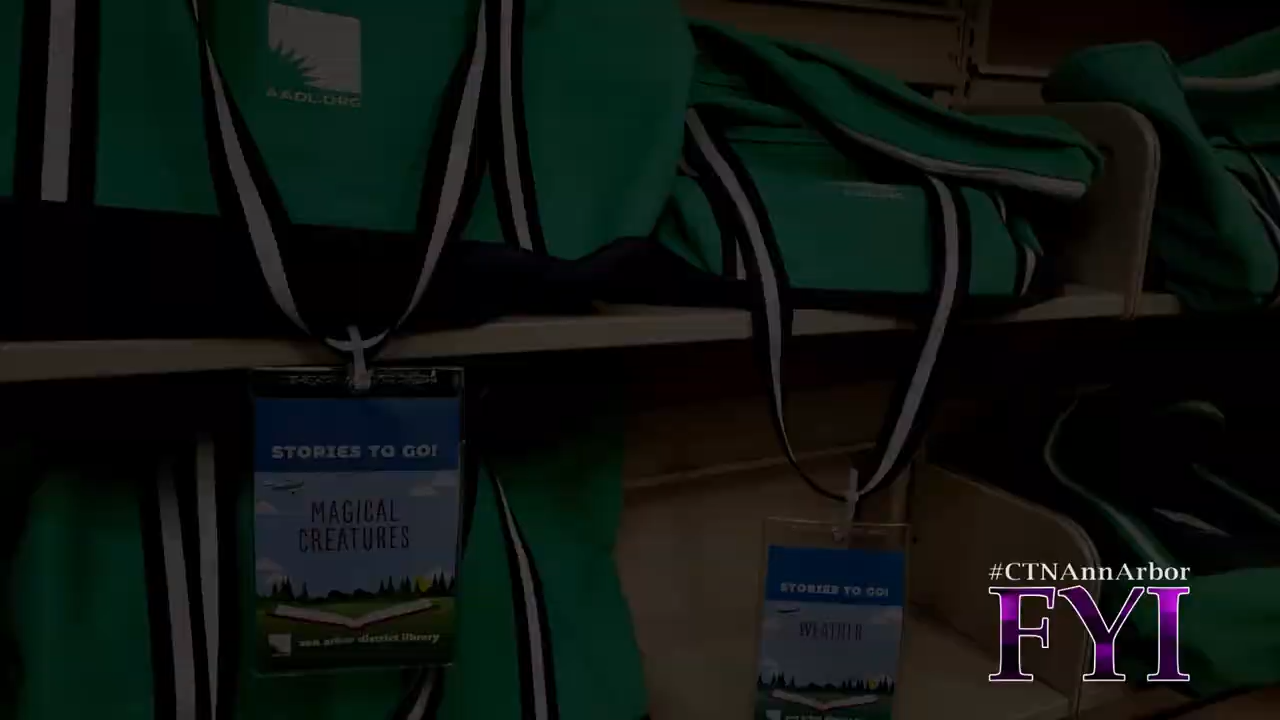 AADL.ORG
STORIES TO GO!
MAGICAL
CREATURES
ann arbor district library
STORIES TO GO!
WEATHER
#CTNAnnArbor
FYI